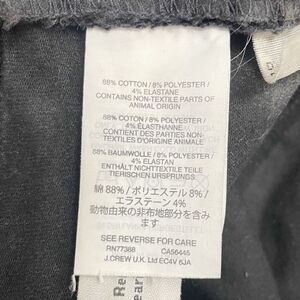 88% COTTON / 8% POLYESTER /
4% ELASTANE
CONTAINS NON-TEXTILE PARTS OF
ANIMAL ORIGIN
88% COTON / 8% POLYESTER /
4% ÉLASTHANNE
CONTIENT DES PARTIES NON
TEXTILES D'ORIGINE ANIMALE
88% BAUMWOLLE / 8% POLYESTER /
4% ELASTAN
ENTHÄLT NICHTTEXTILE TEILE
TIERISCHEN URSPRUNGS
綿 88% / ポリエステル 8% /
エラステーン 4%
動物由来の非布地部分を含み
ます
SEE REVERSE FOR CARE
RN77388 CA56445
J.CREW U.K. Ltd EC4V 6JA